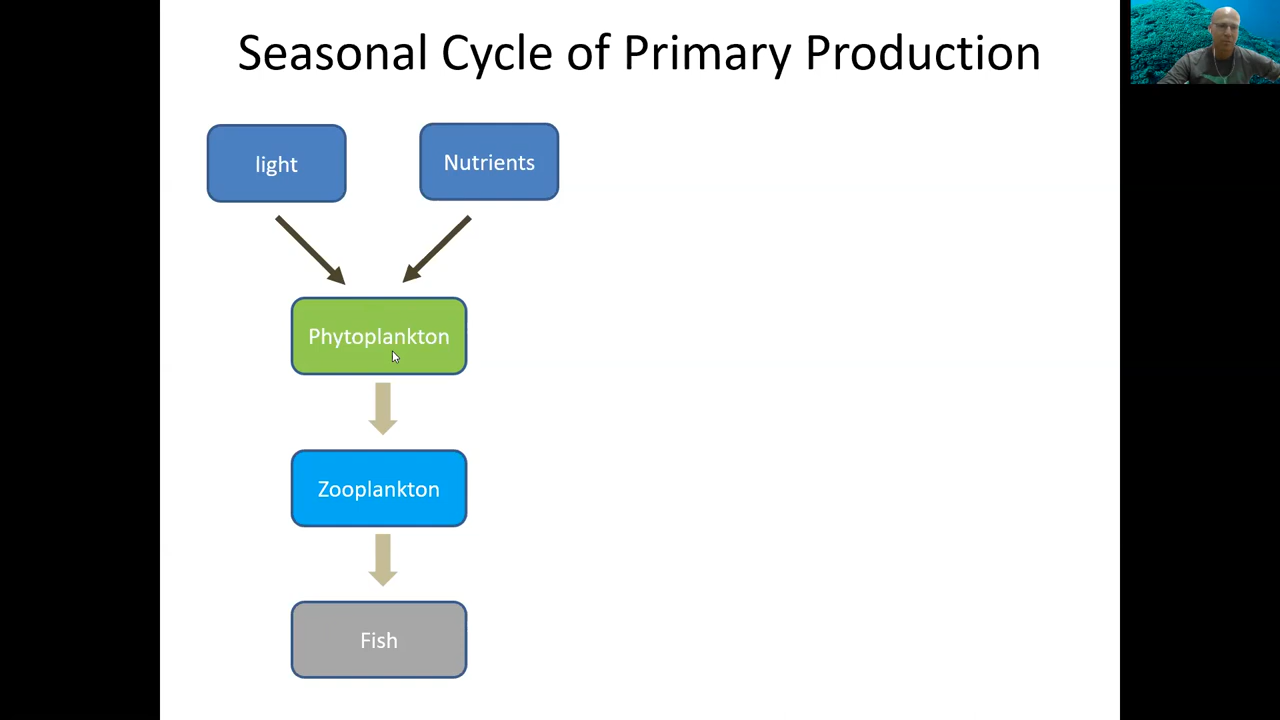 Seasonal Cycle of Primary Production
light
Nutrients
Phytoplankton
Zooplankton
Fish